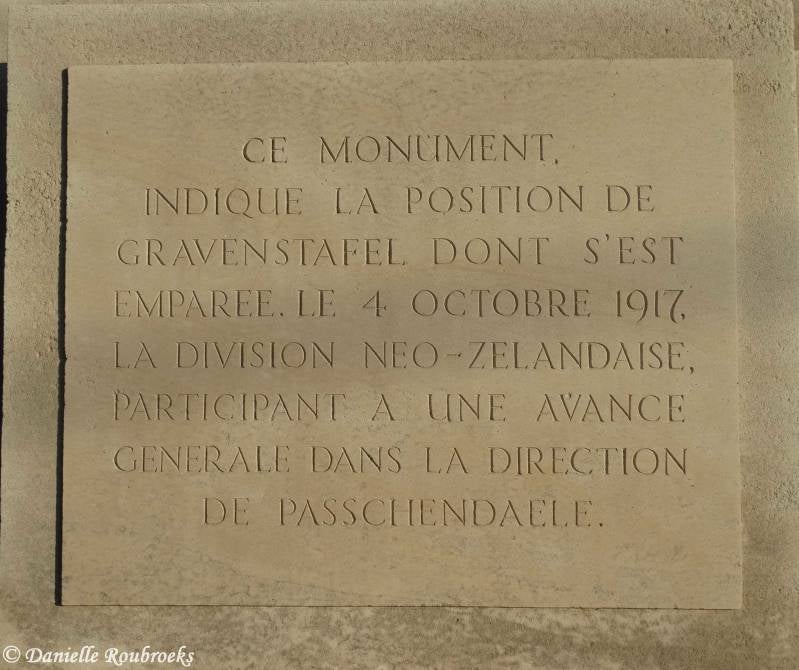 CE MONUMENT,
INDIQUE LA POSITION DE
GRAVENSTAFEL DONT S'EST
EMPAREE. LE 4 OCTOBRE 1917,
LA DIVISION NEO-ZELANDAISE,
PARTICIPANT A UNE AVANCE
GENERALE DANS LA DIRECTION
DE PASSCHENDAELE.
© Danielle Roubroeks